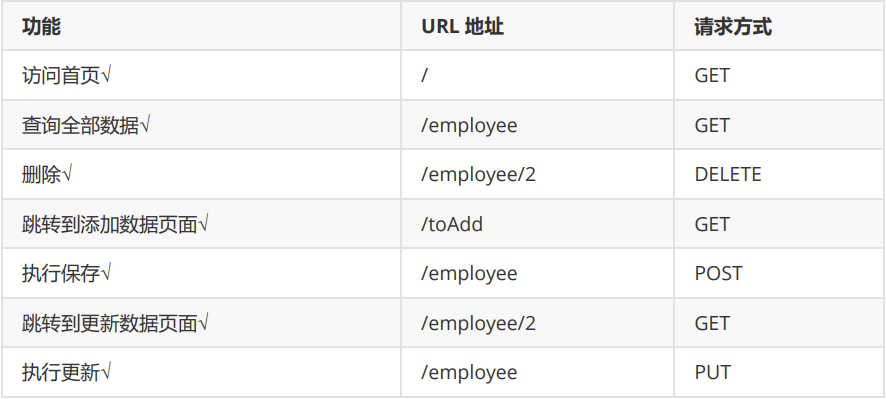 功能 URL 地址 请求方式
访问首页√ / GET
查询全部数据√ /employee GET
删除√ /employee/2 DELETE
跳转到添加数据页面√ /toAdd GET
执行保存√ /employee POST
跳转到更新数据页面√ /employee/2 GET
执行更新√ /employee PUT